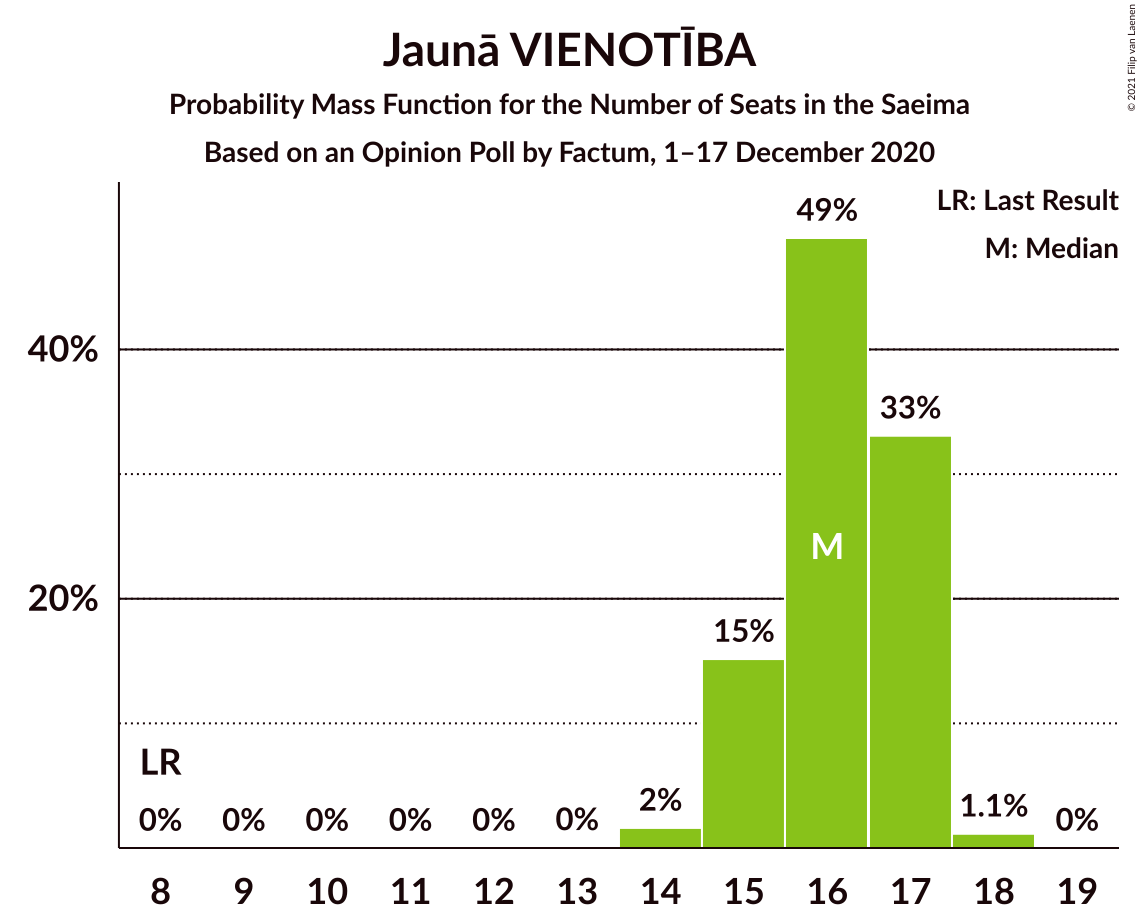 Jaunā VIENOTĪBA
Probability Mass Function for the Number of Seats in the Saeima
Based on an Opinion Poll by Factum, 1–17 December 2020
© 2021 Filip van Laenen
LR: Last Result
M: Median
49%
40%
33%
M
20%
15%
LR
0% 0% 0% 0% 0% 0% 2% 1.1% 0%
8 9 10 11 12 13 14 15 16 17 18 19